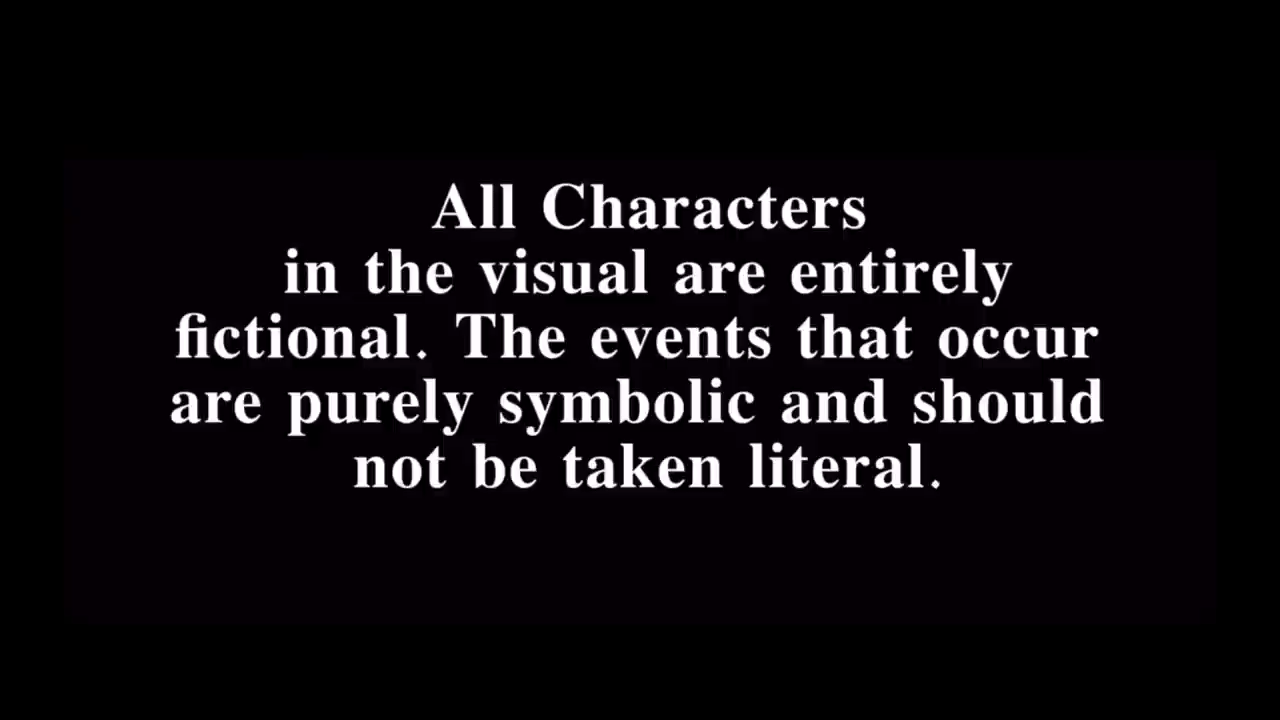 All Characters
in the visual are entirely
fictional. The events that occur
are purely symbolic and should
not be taken literal.